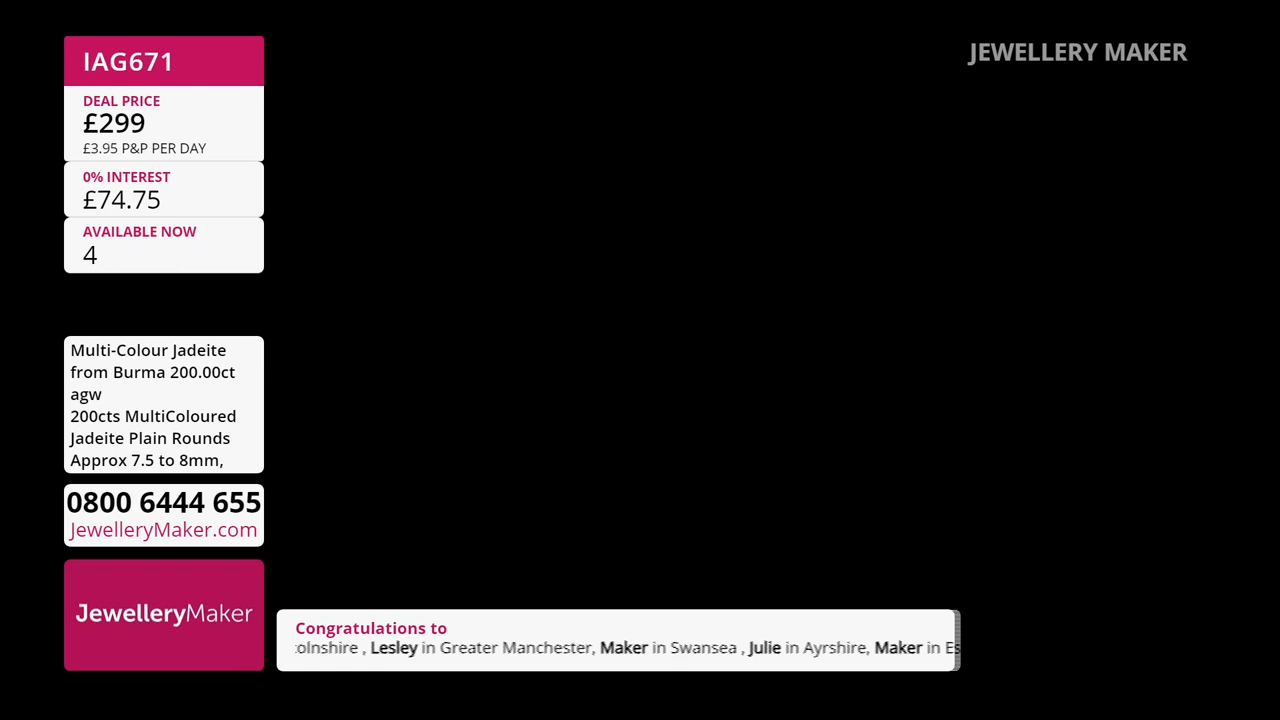 IAG671
DEAL PRICE
£299
£3.95 P&P PER DAY
0% INTEREST
£74.75
AVAILABLE NOW
4
Multi-Colour Jadeite
from Burma 200.00ct
agw
200cts MultiColoured
Jadeite Plain Rounds
Approx 7.5 to 8mm,
0800 6444 655
JewelleryMaker.com
JewelleryMaker
JEWELLERY MAKER
Congratulations to
olnshire , Lesley in Greater Manchester, Maker in Swansea , Julie in Ayrshire, Maker in Es